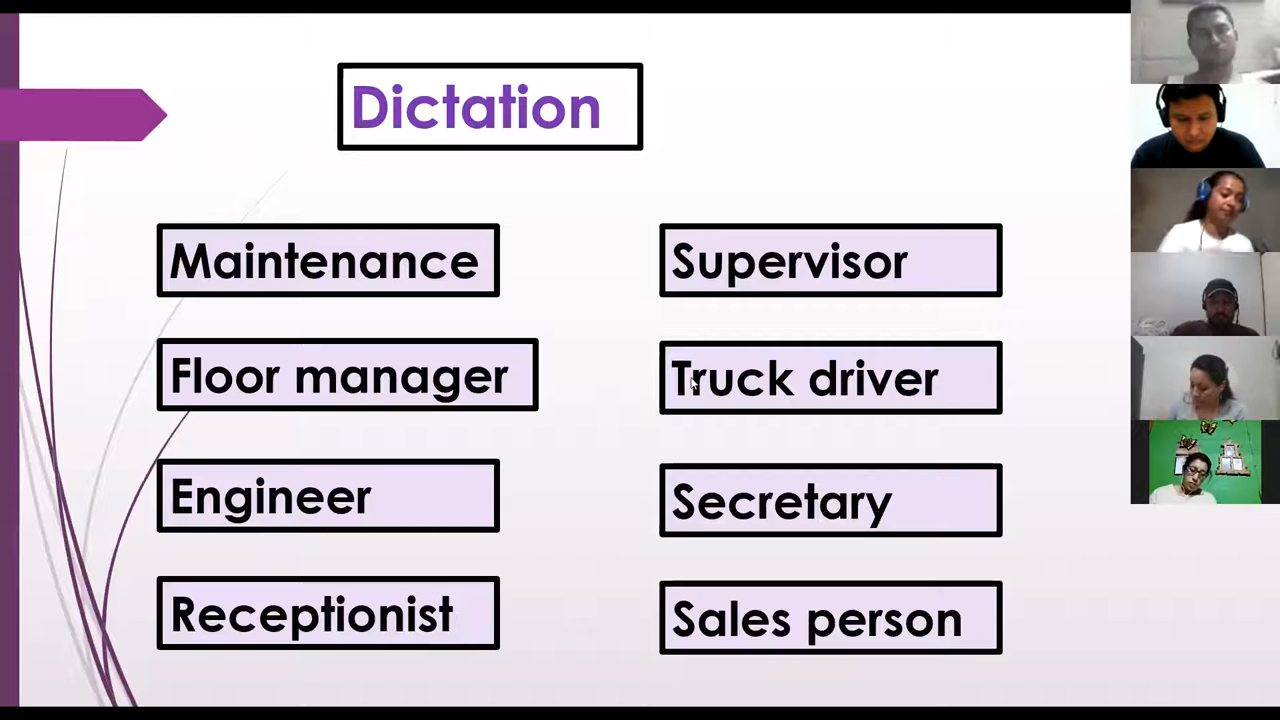 Dictation
Maintenance
Supervisor
Floor manager
Truck driver
Engineer
Secretary
Receptionist
Sales person